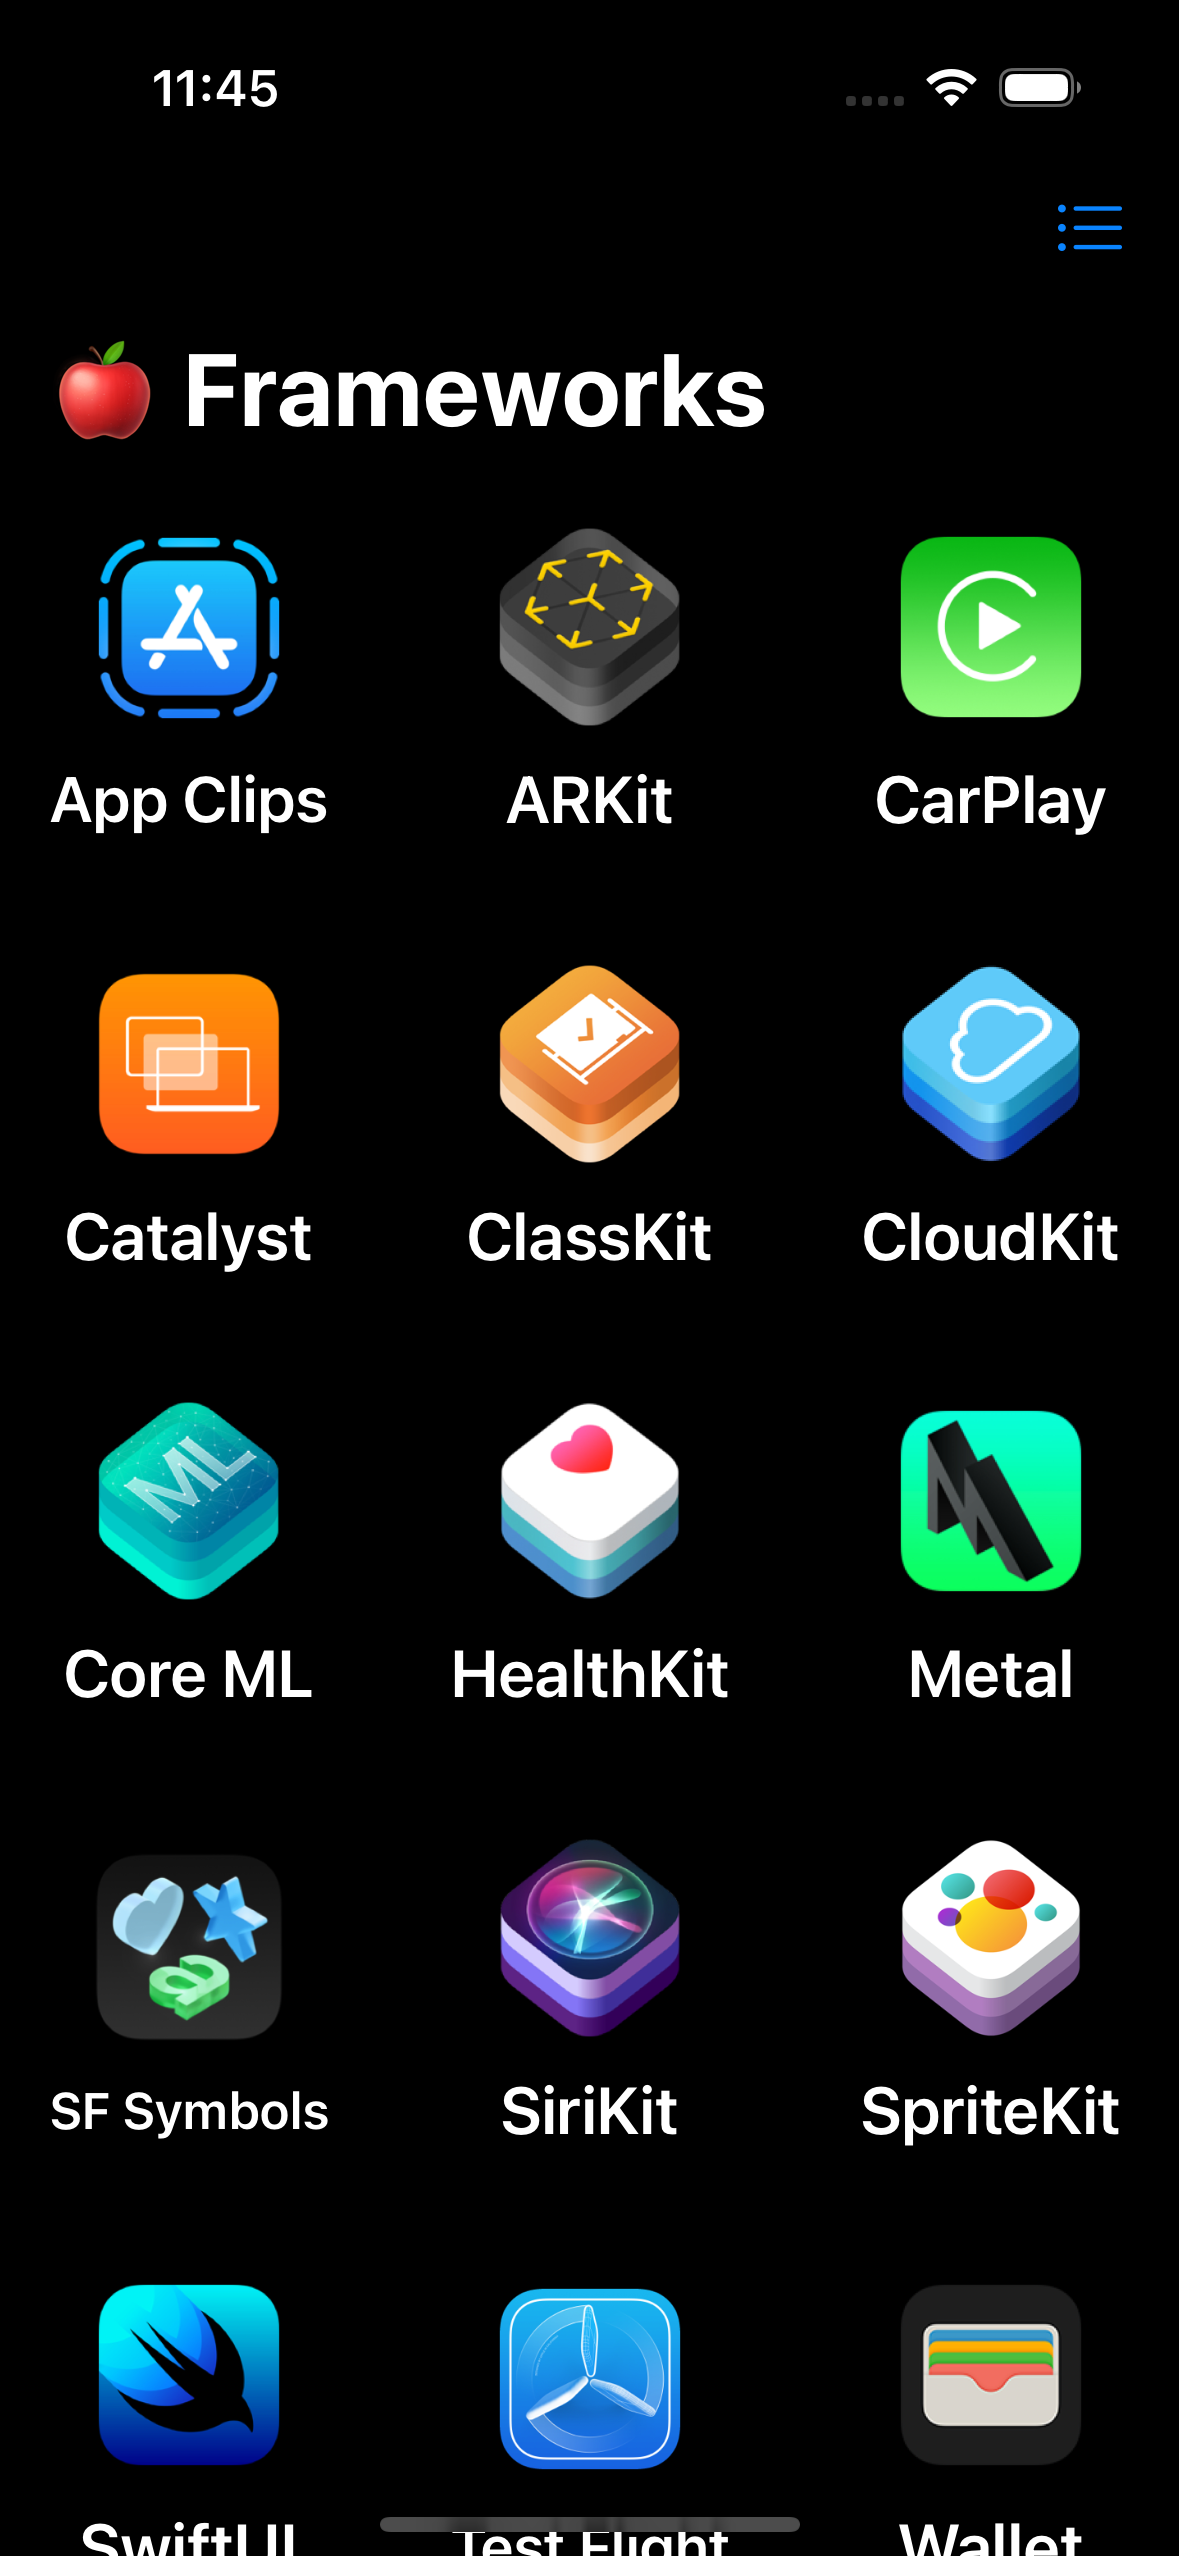 11:45
🍎 Frameworks
App Clips
ARKit
CarPlay
Catalyst
ClassKit
CloudKit
ML
Core ML
HealthKit
Metal
a
SF Symbols
SiriKit
SpriteKit
SwiftUI
Test Flight
Wallet